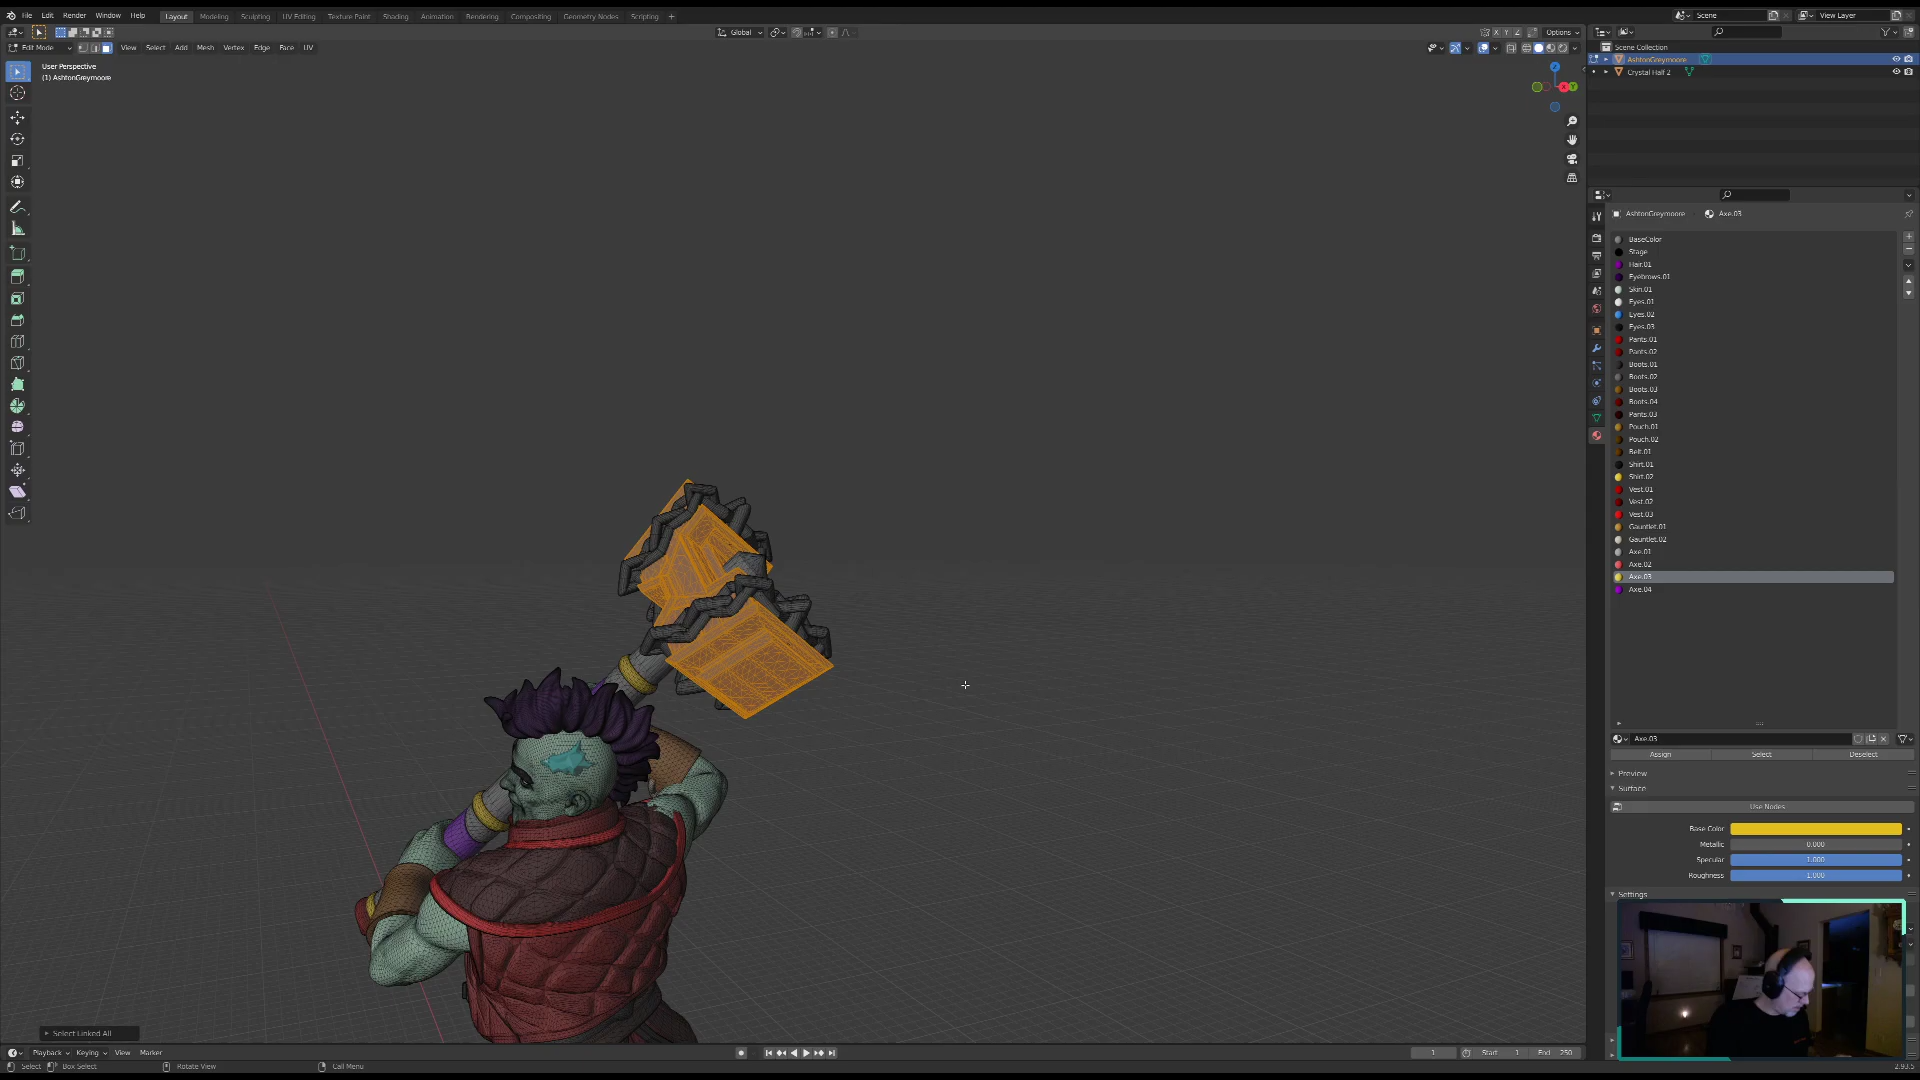 File Edit Render Window Help Layout Modeling Sculpting UV Editing Texture Paint Shading Animation Rendering Compositing Geometry Nodes Scripting + Scene View Layer
Global Options
Edit Mode View Select Add Mesh Vertex Edge Face UV
User Perspective
(1) AshtonGreymoore
Scene Collection
AshtonGreymoore
Crystal Half 2
AshtonGreymoore Axe.03
BaseColor
Stage
Hair.01
Eyebrows.01
Skin.01
Eyes.01
Eyes.02
Eyes.03
Pants.01
Pants.02
Boots.01
Boots.02
Boots.03
Boots.04
Pants.03
Pouch.01
Pouch.02
Belt.01
Shirt.01
Shirt.02
Vest.01
Vest.02
Vest.03
Gauntlet.01
Gauntlet.02
Axe.01
Axe.02
Axe.03
Axe.04
Axe.03
Assign Select Deselect
Preview
Surface
Use Nodes
Base Color
Metallic 0.000
Specular 1.000
Roughness 1.000
Settings
Select Linked All
Playback Keying View Marker 1 Start 1 End 250
Select Box Select Rotate View Call Menu 2.93.5